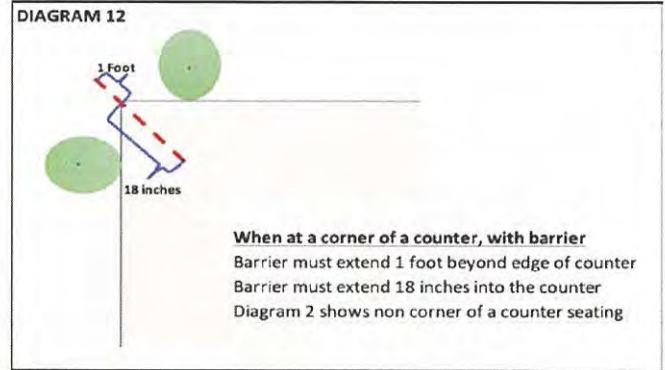 DIAGRAM 12
1 Foot
18 inches
When at a corner of a counter, with barrier
Barrier must extend 1 foot beyond edge of counter
Barrier must extend 18 inches into the counter
Diagram 2 shows non corner of a counter seating